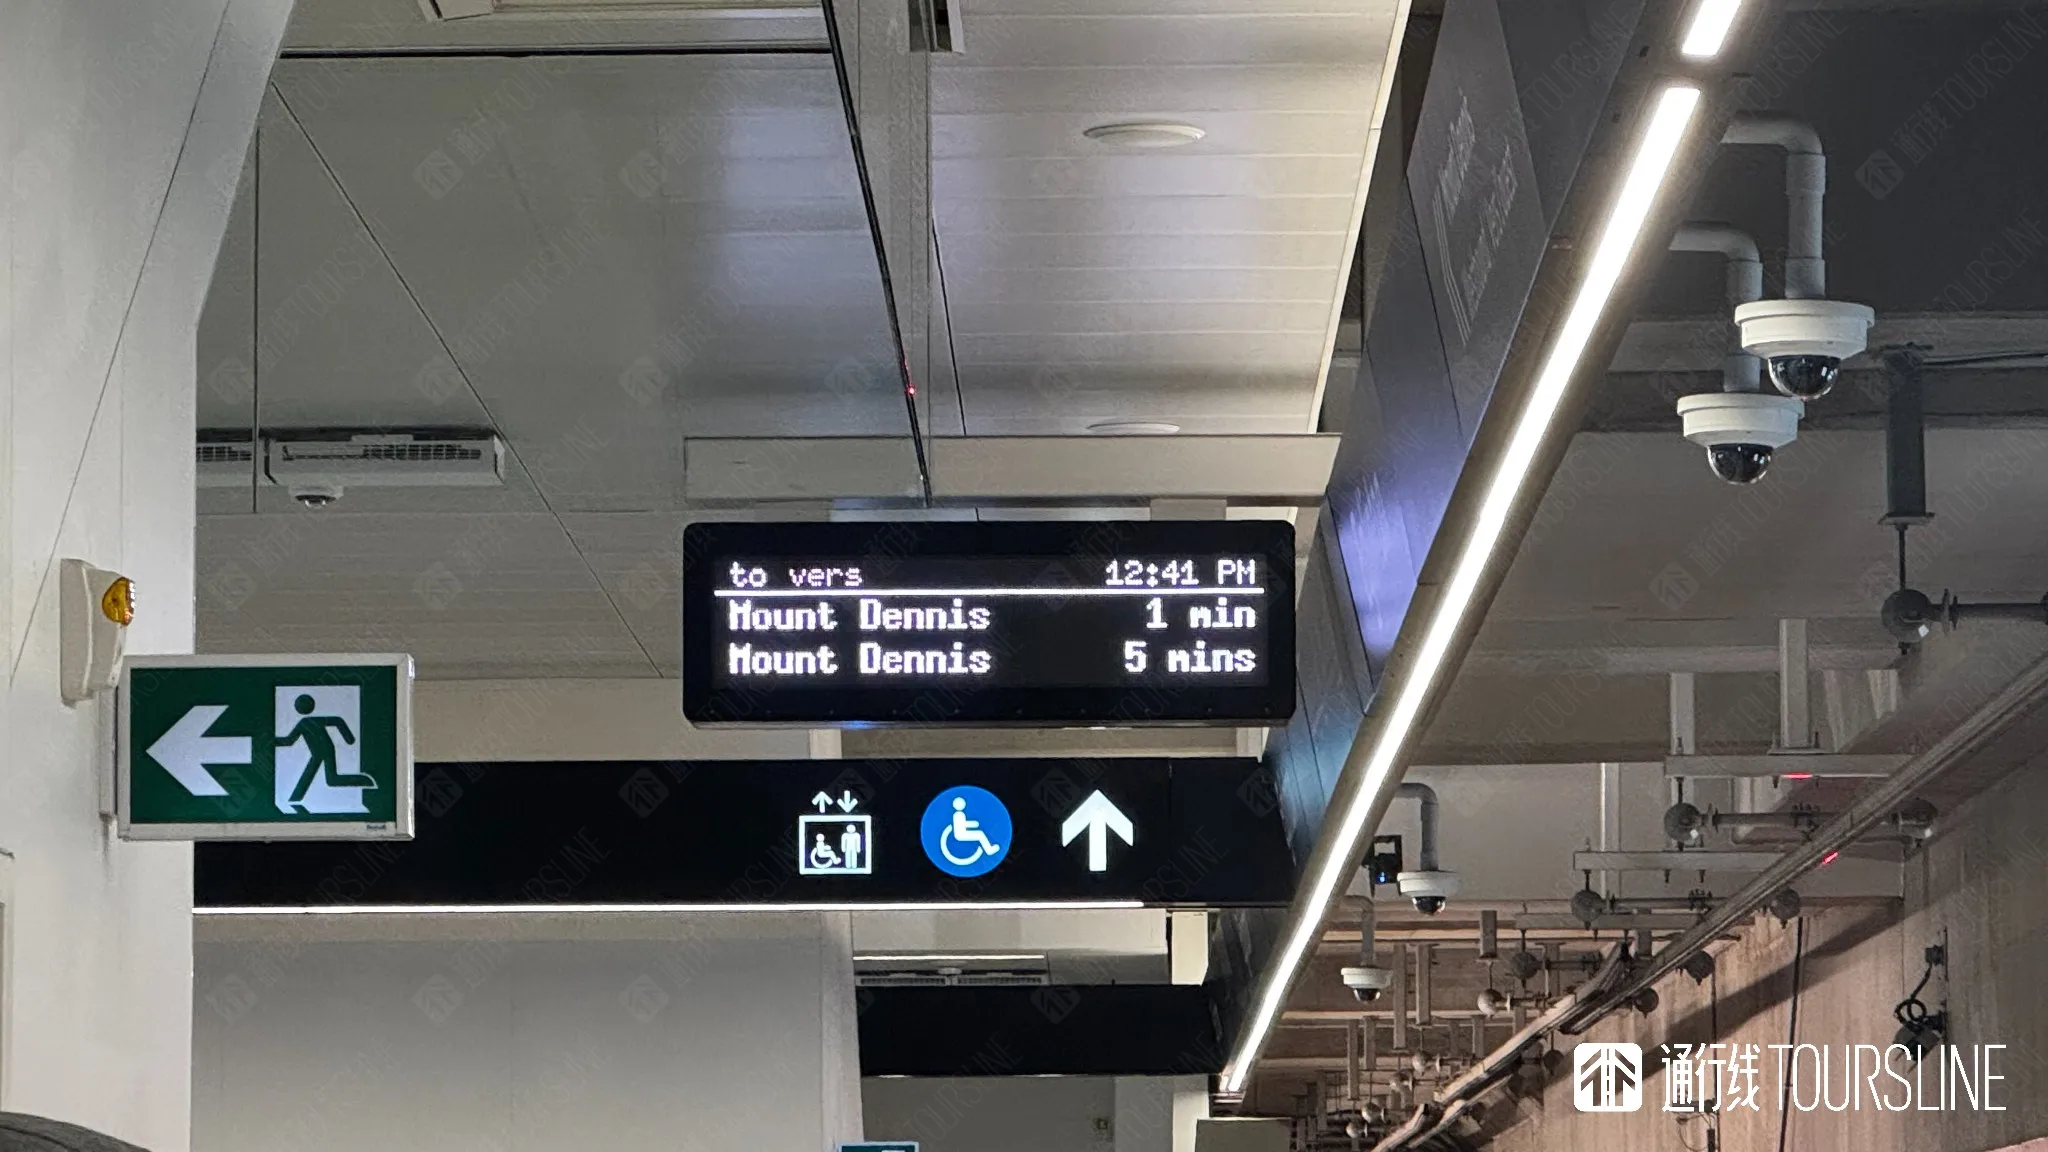 to vers 12:41 PM
Mount Dennis 1 min
Mount Dennis 5 mins
通行线 TOURSLINE